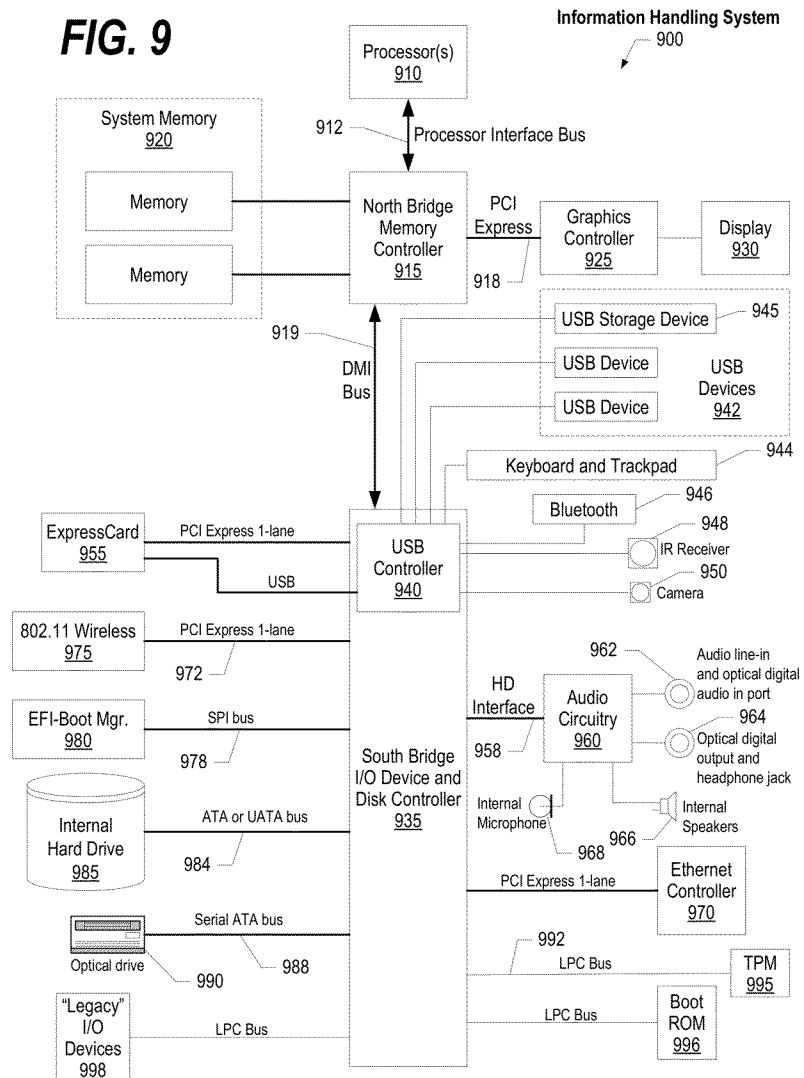 FIG. 9
Information Handling System
900
Processor(s)
910
912
Processor Interface Bus
System Memory
920
Memory
Memory
North Bridge
Memory
Controller
915
PCI
Express
918
Graphics
Controller
925
Display
930
919
DMI
Bus
USB Storage Device
945
USB Device
USB Device
USB
Devices
942
Keyboard and Trackpad
944
Bluetooth
946
948
IR Receiver
950
Camera
ExpressCard
955
PCI Express 1-lane
USB
USB
Controller
940
802.11 Wireless
975
PCI Express 1-lane
972
EFI-Boot Mgr.
980
SPI bus
978
South Bridge
I/O Device and
Disk Controller
935
HD
Interface
958
Audio
Circuitry
960
962
Audio line-in
and optical digital
audio in port
964
Optical digital
output and
headphone jack
Internal
Microphone
968
966
Internal
Speakers
Internal
Hard Drive
985
ATA or UATA bus
984
PCI Express 1-lane
Ethernet
Controller
970
Optical drive
990
Serial ATA bus
988
992
LPC Bus
TPM
995
"Legacy"
I/O
Devices
998
LPC Bus
LPC Bus
Boot
ROM
996